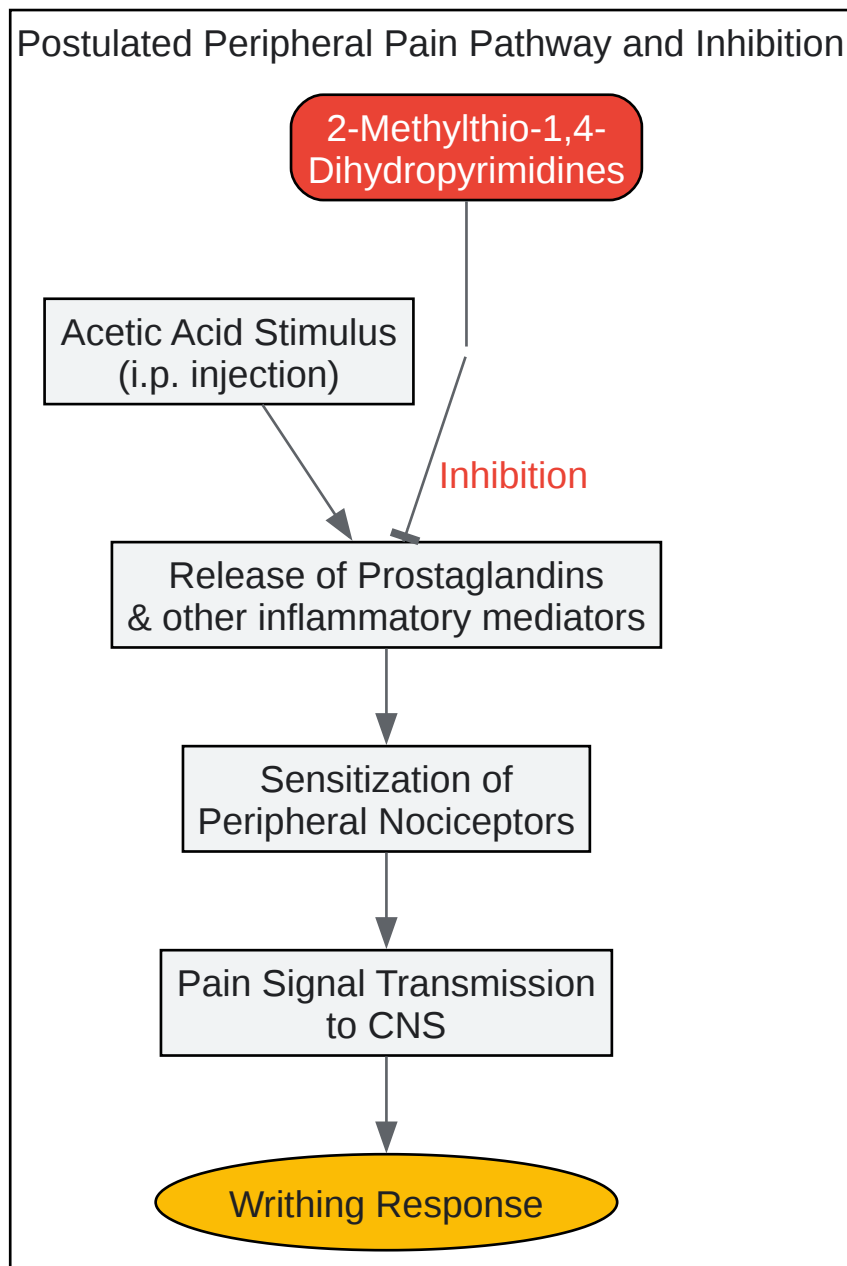 Postulated Peripheral Pain Pathway and Inhibition
2-Methylthio-1,4-
Dihydropyrimidines
Acetic Acid Stimulus
(i.p. injection)
Inhibition
Release of Prostaglandins
& other inflammatory mediators
Sensitization of
Peripheral Nociceptors
Pain Signal Transmission
to CNS
Writhing Response